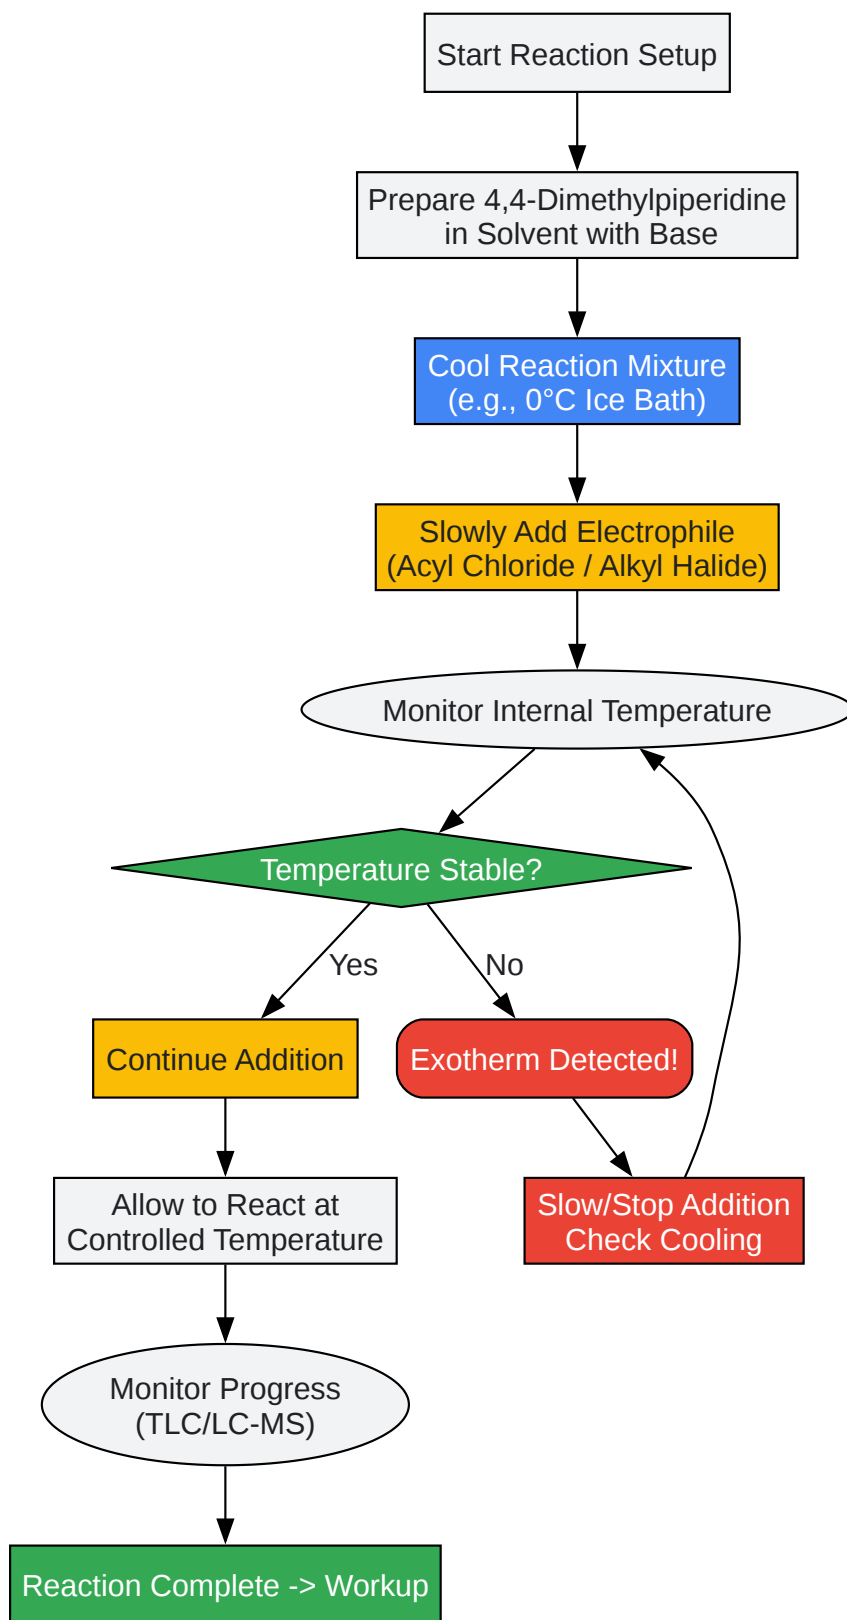 Start Reaction Setup
Prepare 4,4-Dimethylpiperidine
in Solvent with Base
Cool Reaction Mixture
(e.g., 0°C Ice Bath)
Slowly Add Electrophile
(Acyl Chloride / Alkyl Halide)
Monitor Internal Temperature
Temperature Stable?
Yes
No
Continue Addition
Exotherm Detected!
Allow to React at
Controlled Temperature
Slow/Stop Addition
Check Cooling
Monitor Progress
(TLC/LC-MS)
Reaction Complete -> Workup